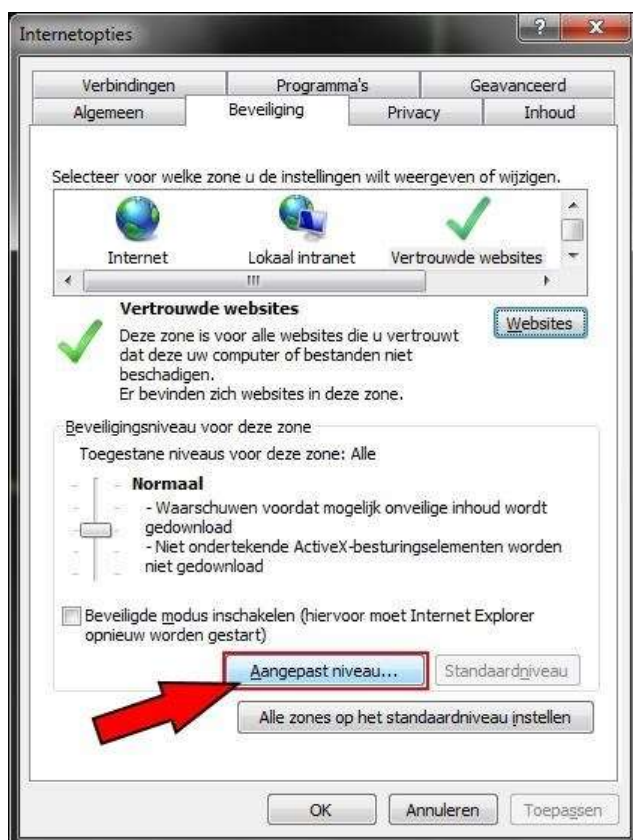 Internetopties
Verbindingen Programma's Geavanceerd
Algemeen Beveiliging Privacy Inhoud
Selecteer voor welke zone u de instellingen wilt weergeven of wijzigen.
Internet Lokaal intranet Vertrouwde websites
Vertrouwde websites
Websites
Deze zone is voor alle websites die u vertrouwt
dat deze uw computer of bestanden niet
beschadigen.
Er bevinden zich websites in deze zone.
Beveiligingsniveau voor deze zone
Toegestane niveaus voor deze zone: Alle
Normaal
- Waarschuwen voordat mogelijk onveilige inhoud wordt
gedownload
- Niet ondertekende ActiveX-besturingselementen worden
niet gedownload
Beveiligde modus inschakelen (hiervoor moet Internet Explorer
opnieuw worden gestart)
Aangepast niveau... Standaardniveau
Alle zones op het standaardniveau instellen
OK Annuleren Toepassen